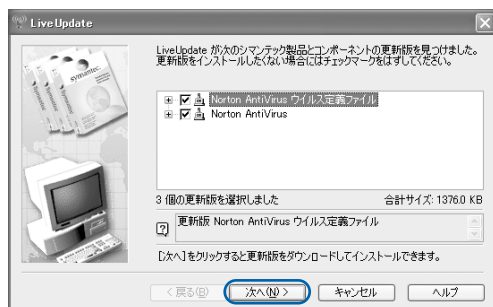 LiveUpdate
LiveUpdate が次のシマンテック製品とコンポーネントの更新版を見つけました。
更新版をインストールしたくない場合にはチェックマークをはずしてください。
symantec.
Norton AntiVirus ウイルス定義ファイル
Norton AntiVirus
3 個の更新版を選択しました
合計サイズ: 1376.0 KB
更新版 Norton AntiVirus ウイルス定義ファイル
[次へ]をクリックすると更新版をダウンロードしてインストールできます。
< 戻る(B)
次へ(N) >
キャンセル
ヘルプ